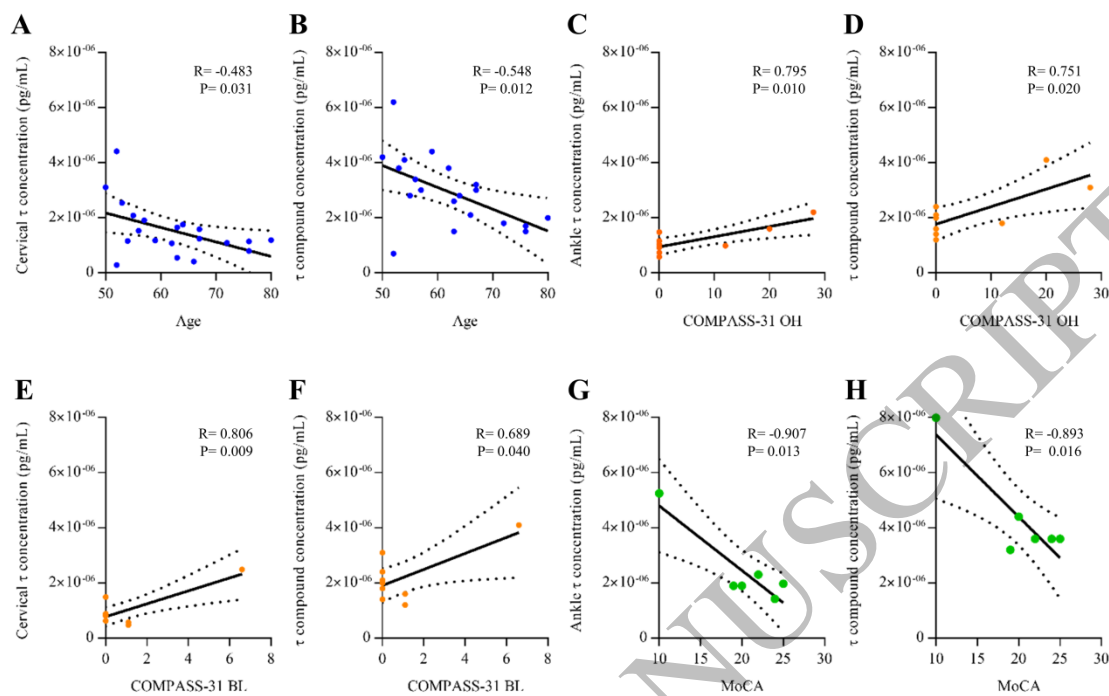 A
Cervical τ concentration (pg/mL)
8×10-06
6×10-06
4×10-06
2×10-06
0
50
60
70
80
Age
R= -0.483
P= 0.031
B
τ compound concentration (pg/mL)
8×10-06
6×10-06
4×10-06
2×10-06
0
50
60
70
80
Age
R= -0.548
P= 0.012
C
Ankle τ concentration (pg/mL)
8×10-06
6×10-06
4×10-06
2×10-06
0
0
10
20
30
COMPASS-31 OH
R= 0.795
P= 0.010
D
τ compound concentration (pg/mL)
8×10-06
6×10-06
4×10-06
2×10-06
0
0
10
20
30
COMPASS-31 OH
R= 0.751
P= 0.020
E
Cervical τ concentration (pg/mL)
8×10-06
6×10-06
4×10-06
2×10-06
0
0
2
4
6
8
COMPASS-31 BL
R= 0.806
P= 0.009
F
τ compound concentration (pg/mL)
8×10-06
6×10-06
4×10-06
2×10-06
0
0
2
4
6
8
COMPASS-31 BL
R= 0.689
P= 0.040
G
Ankle τ concentration (pg/mL)
8×10-06
6×10-06
4×10-06
2×10-06
0
10
15
20
25
30
MoCA
R= -0.907
P= 0.013
H
τ compound concentration (pg/mL)
8×10-06
6×10-06
4×10-06
2×10-06
0
10
15
20
25
30
MoCA
R= -0.893
P= 0.016
NUSCRIPT